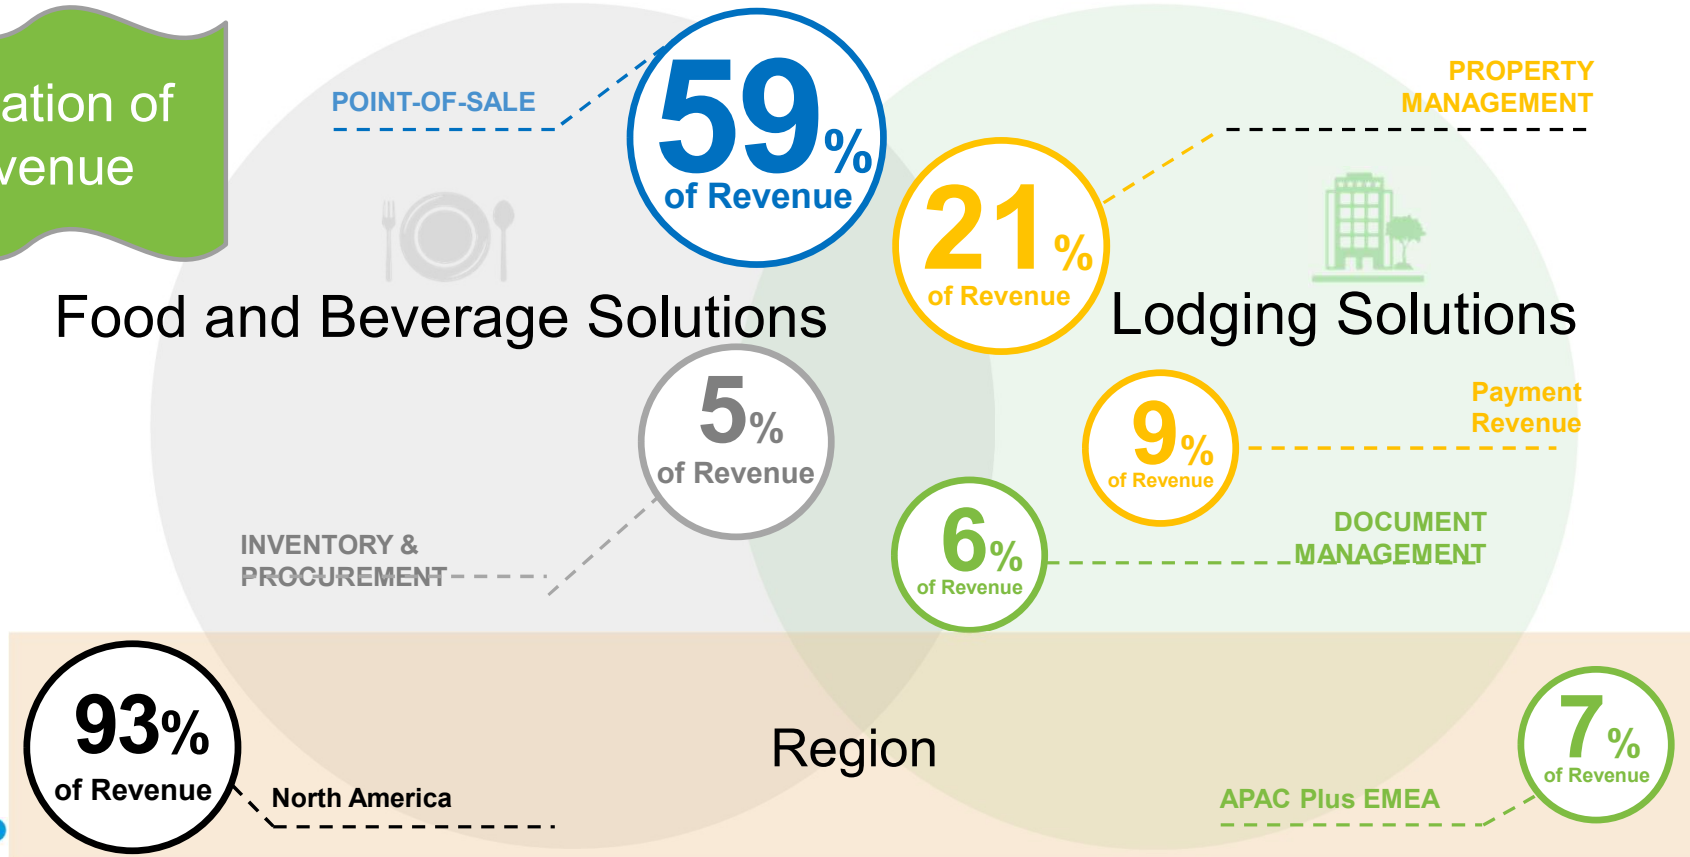 ation of
venue
POINT-OF-SALE
59%
of Revenue
PROPERTY
MANAGEMENT
21%
of Revenue
Food and Beverage Solutions
Lodging Solutions
5%
of Revenue
9%
of Revenue
Payment
Revenue
INVENTORY &
PROCUREMENT
6%
of Revenue
DOCUMENT
MANAGEMENT
93%
of Revenue
North America
Region
7%
of Revenue
APAC Plus EMEA